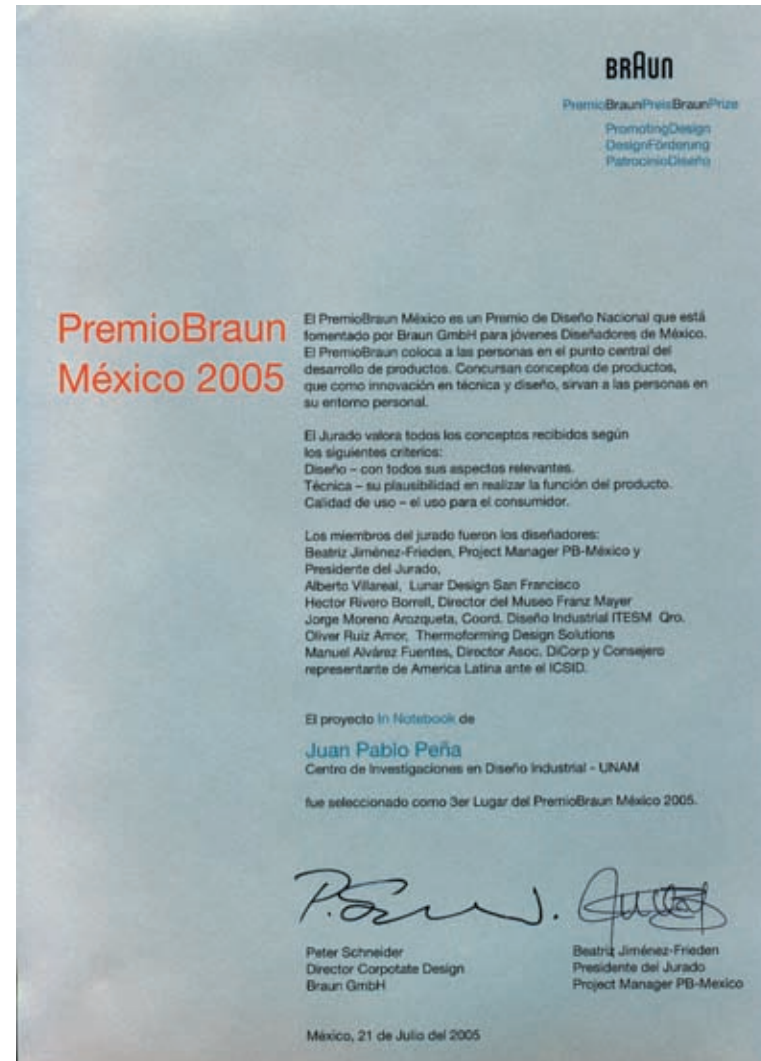 BRAUN
PremioBraunPreisBraunPrize
PromotingDesign
DesignFörderung
PatrocinioDiseño
PremioBraun
México 2005
El PremioBraun México es un Premio de Diseño Nacional que está
fomentado por Braun GmbH para jóvenes Diseñadores de México.
El PremioBraun coloca a las personas en el punto central del
desarrollo de productos. Concursan conceptos de productos,
que como innovación en técnica y diseño, sirvan a las personas en
su entorno personal.
El Jurado valora todos los conceptos recibidos según
los siguientes criterios:
Diseño – con todos sus aspectos relevantes.
Técnica – su plausibilidad en realizar la función del producto.
Calidad de uso – el uso para el consumidor.
Los miembros del jurado fueron los diseñadores:
Beatriz Jiménez-Frieden, Project Manager PB-México y
Presidente del Jurado,
Alberto Villareal, Lunar Design San Francisco
Hector Rivero Borrell, Director del Museo Franz Mayer
Jorge Moreno Arozqueta, Coord. Diseño Industrial ITESM Qro.
Oliver Ruiz Amor, Thermoforming Design Solutions
Manuel Alvárez Fuentes, Director Asoc. DiCorp y Consejero
representante de America Latina ante el ICSID.
El proyecto In Notebook de
Juan Pablo Peña
Centro de Investigaciones en Diseño Industrial - UNAM
fue seleccionado como 3er Lugar del PremioBraun México 2005.
Peter Schneider
Director Corpotate Design
Braun GmbH
Beatriz Jiménez-Frieden
Presidente del Jurado
Project Manager PB-Mexico
México, 21 de Julio del 2005